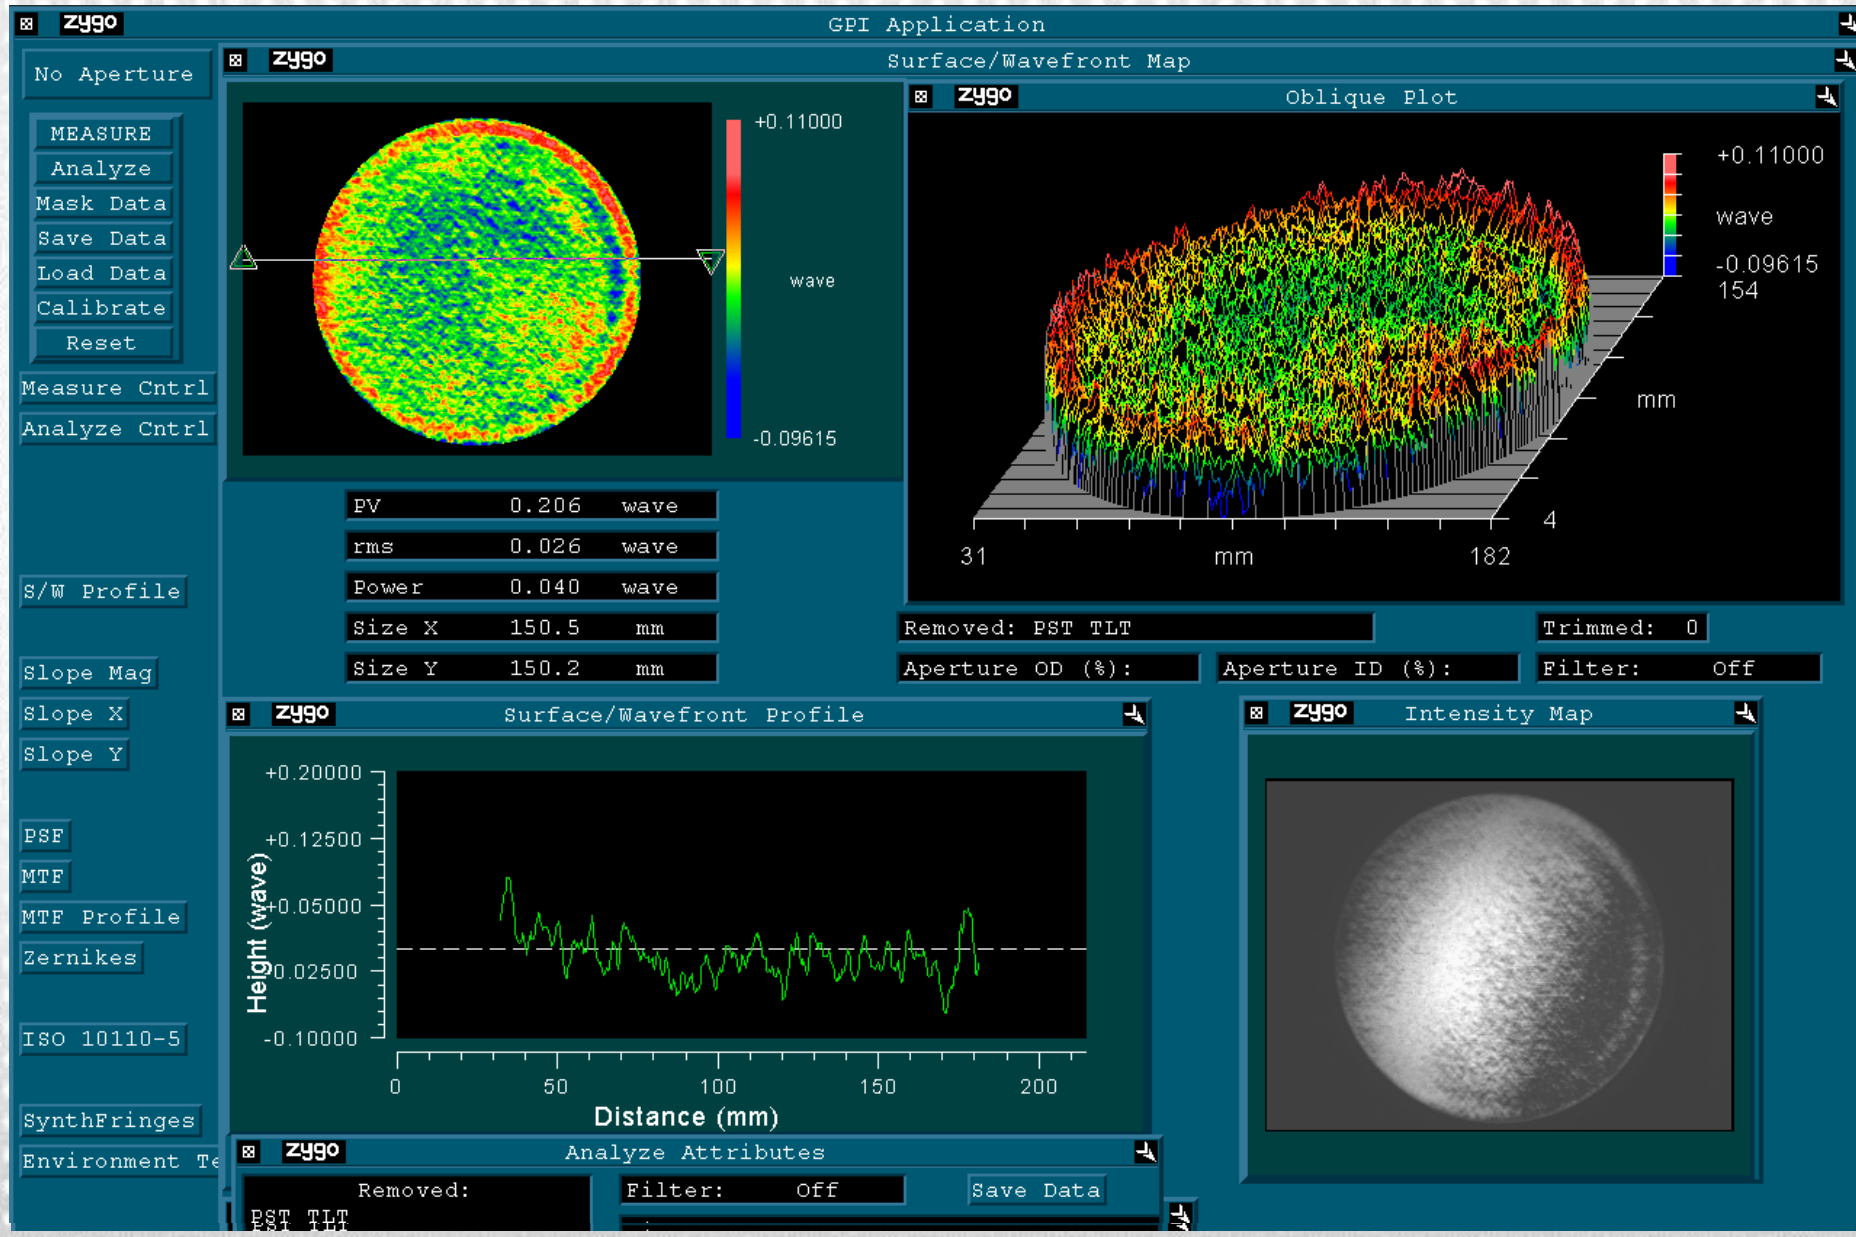 zygo GPI Application
No Aperture
MEASURE
Analyze
Mask Data
Save Data
Load Data
Calibrate
Reset
Measure Cntrl
Analyze Cntrl
S/W Profile
Slope Mag
Slope X
Slope Y
PSF
MTF
MTF Profile
Zernikes
ISO 10110-5
SynthFringes
Environment Te
zygo Surface/Wavefront Map
+0.11000
wave
-0.09615
zygo Oblique Plot
+0.11000
wave
-0.09615
154
mm
4
31 mm 182
PV 0.206 wave
rms 0.026 wave
Power 0.040 wave
Size X 150.5 mm
Size Y 150.2 mm
Removed: PST TLT
Trimmed: 0
Aperture OD (%):
Aperture ID (%):
Filter: Off
zygo Surface/Wavefront Profile
+0.20000
+0.12500
+0.05000
0.02500
-0.10000
Height (wave)
0 50 100 150 200
Distance (mm)
zygo Intensity Map
zygo Analyze Attributes
Removed:
PST TLT
Filter: Off
Save Data